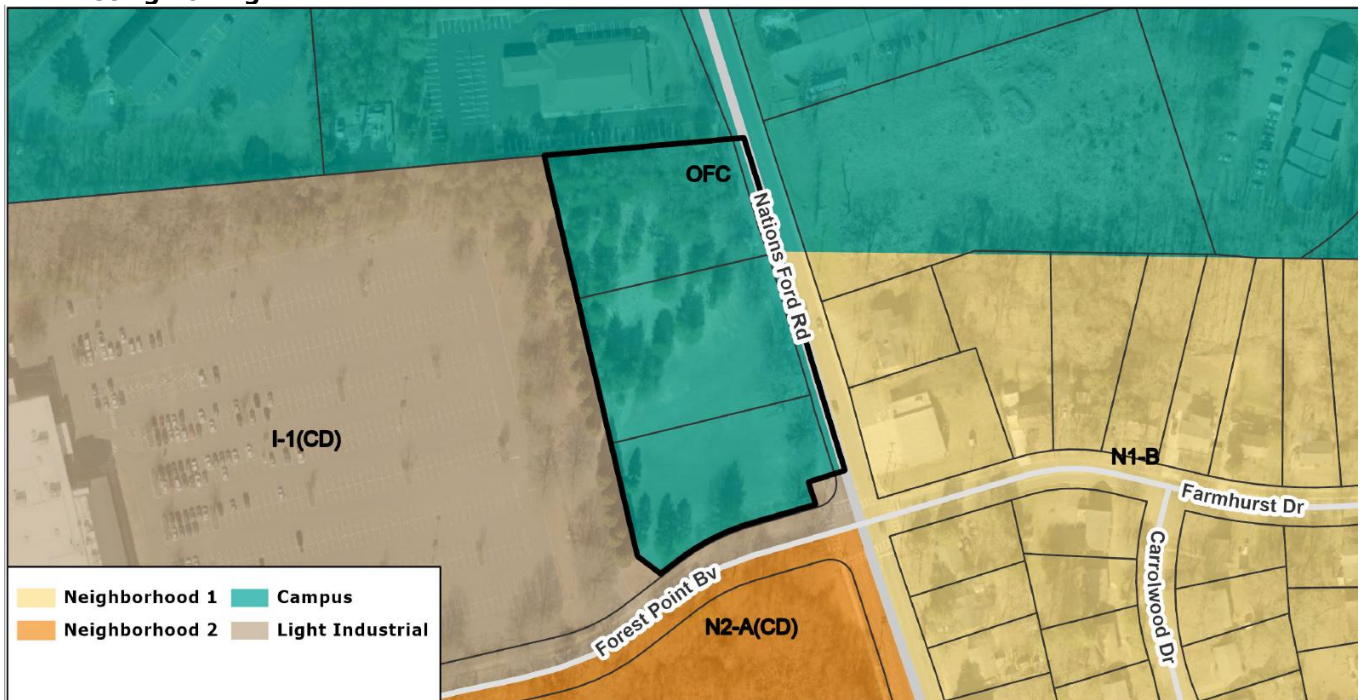 OFC
Nations Ford Rd
I-1(CD)
N1-B
Farmhurst Dr
Carrolwood Dr
Forest Point Bv
N2-A(CD)
Neighborhood 1
Campus
Neighborhood 2
Light Industrial